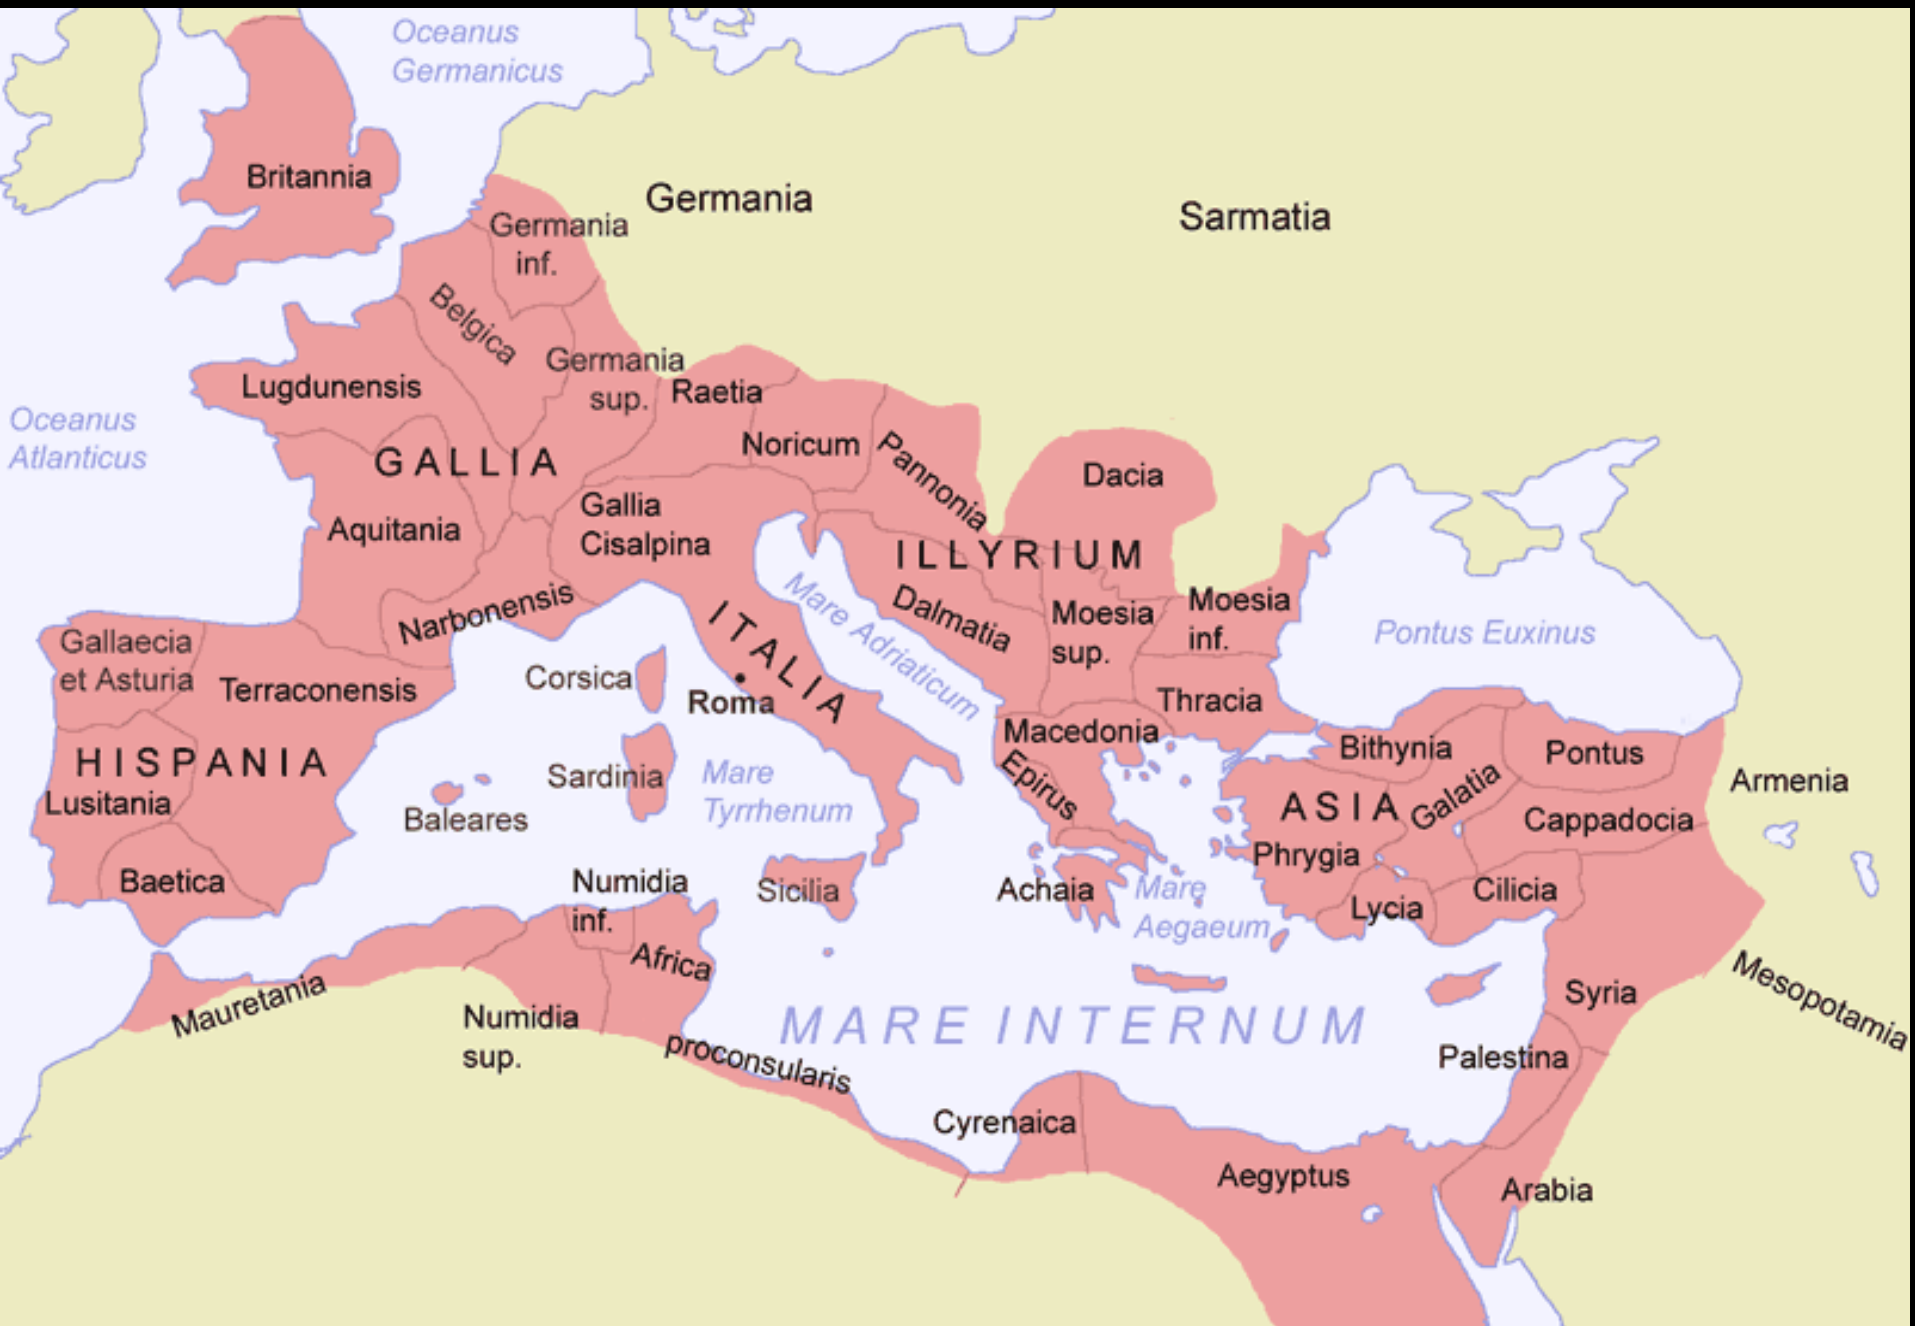 Oceanus
Germanicus
Britannia
Germania
Sarmatia
Germania
inf.
Belgica
Germania
sup.
Lugdunensis
Raetia
Oceanus
Atlanticus
GALLIA
Noricum
Pannonia
Dacia
Aquitania
Gallia
Cisalpina
ILLYRIUM
Narbonensis
Mare Adriaticum
Dalmatia
Moesia
sup.
Moesia
inf.
Pontus Euxinus
Gallaecia
et Asturia
Terraconensis
Corsica
ITALIA
Roma
Thracia
Macedonia
Epirus
Bithynia
Pontus
Armenia
HISPANIA
Lusitania
Baleares
Sardinia
Mare
Tyrrhenum
ASIA
Galatia
Cappadocia
Phrygia
Baetica
Numidia
inf.
Sicilia
Achaia
Mare
Aegaeum
Lycia
Cilicia
Africa
Mauretania
Numidia
sup.
proconsularis
MARE INTERNUM
Syria
Mesopotamia
Palestina
Cyrenaica
Aegyptus
Arabia